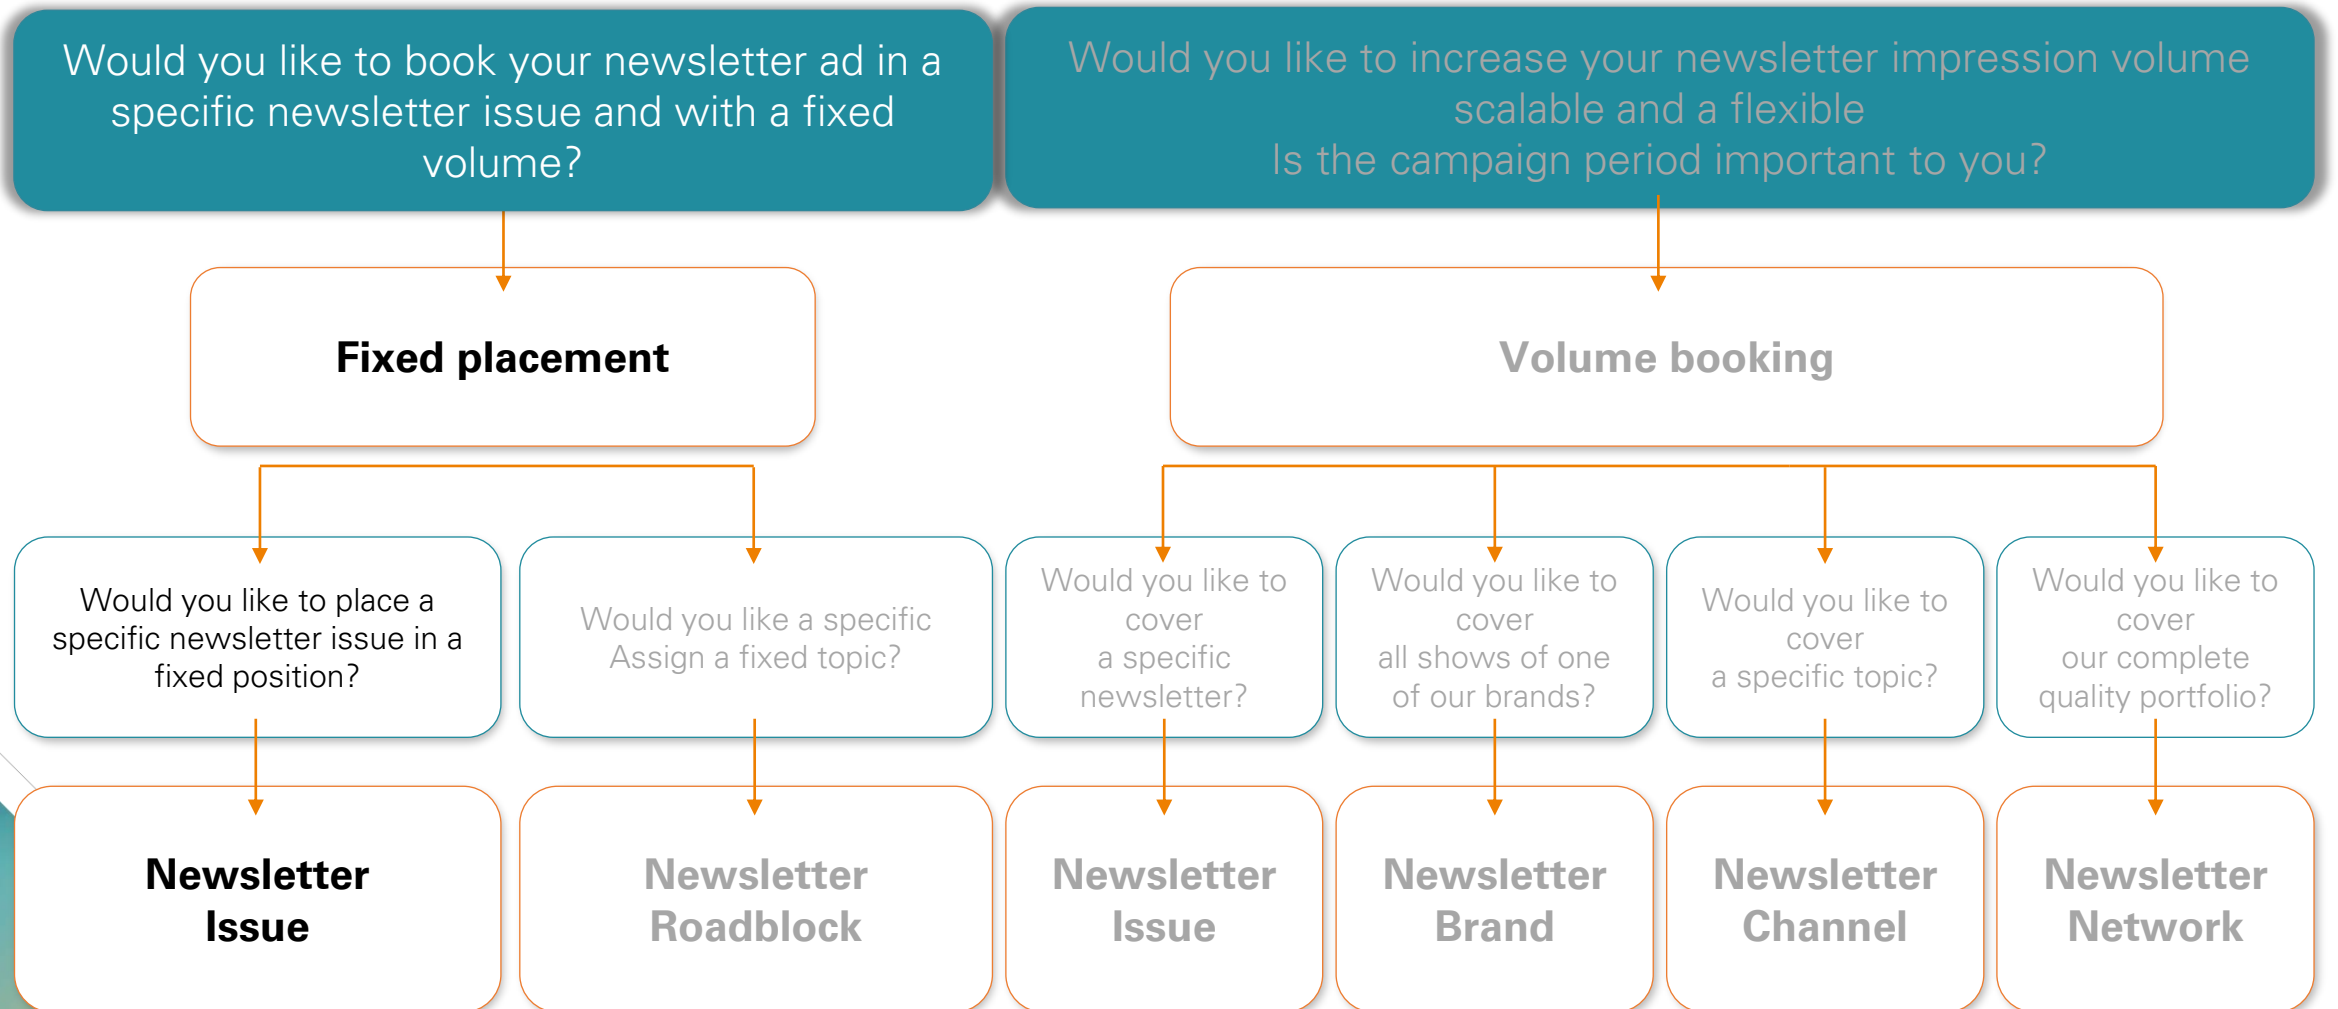 Would you like to book your newsletter ad in a
specific newsletter issue and with a fixed
volume?
Would you like to increase your newsletter impression volume
scalable and a flexible
Is the campaign period important to you?
Fixed placement
Volume booking
Would you like to place a
specific newsletter issue in a
fixed position?
Would you like a specific
Assign a fixed topic?
Would you like to
cover
a specific
newsletter?
Would you like to
cover
all shows of one
of our brands?
Would you like to
cover
a specific topic?
Would you like to
cover
our complete
quality portfolio?
Newsletter
Issue
Newsletter
Roadblock
Newsletter
Issue
Newsletter
Brand
Newsletter
Channel
Newsletter
Network